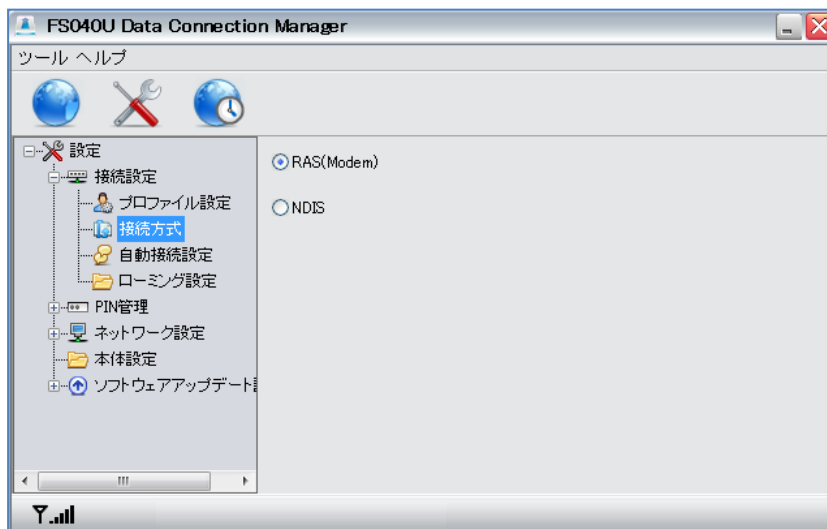 FS040U Data Connection Manager
ツール ヘルプ
設定
接続設定
プロファイル設定
接続方式
自動接続設定
ローミング設定
PIN管理
ネットワーク設定
本体設定
ソフトウェアアップデート
RAS(Modem)
NDIS